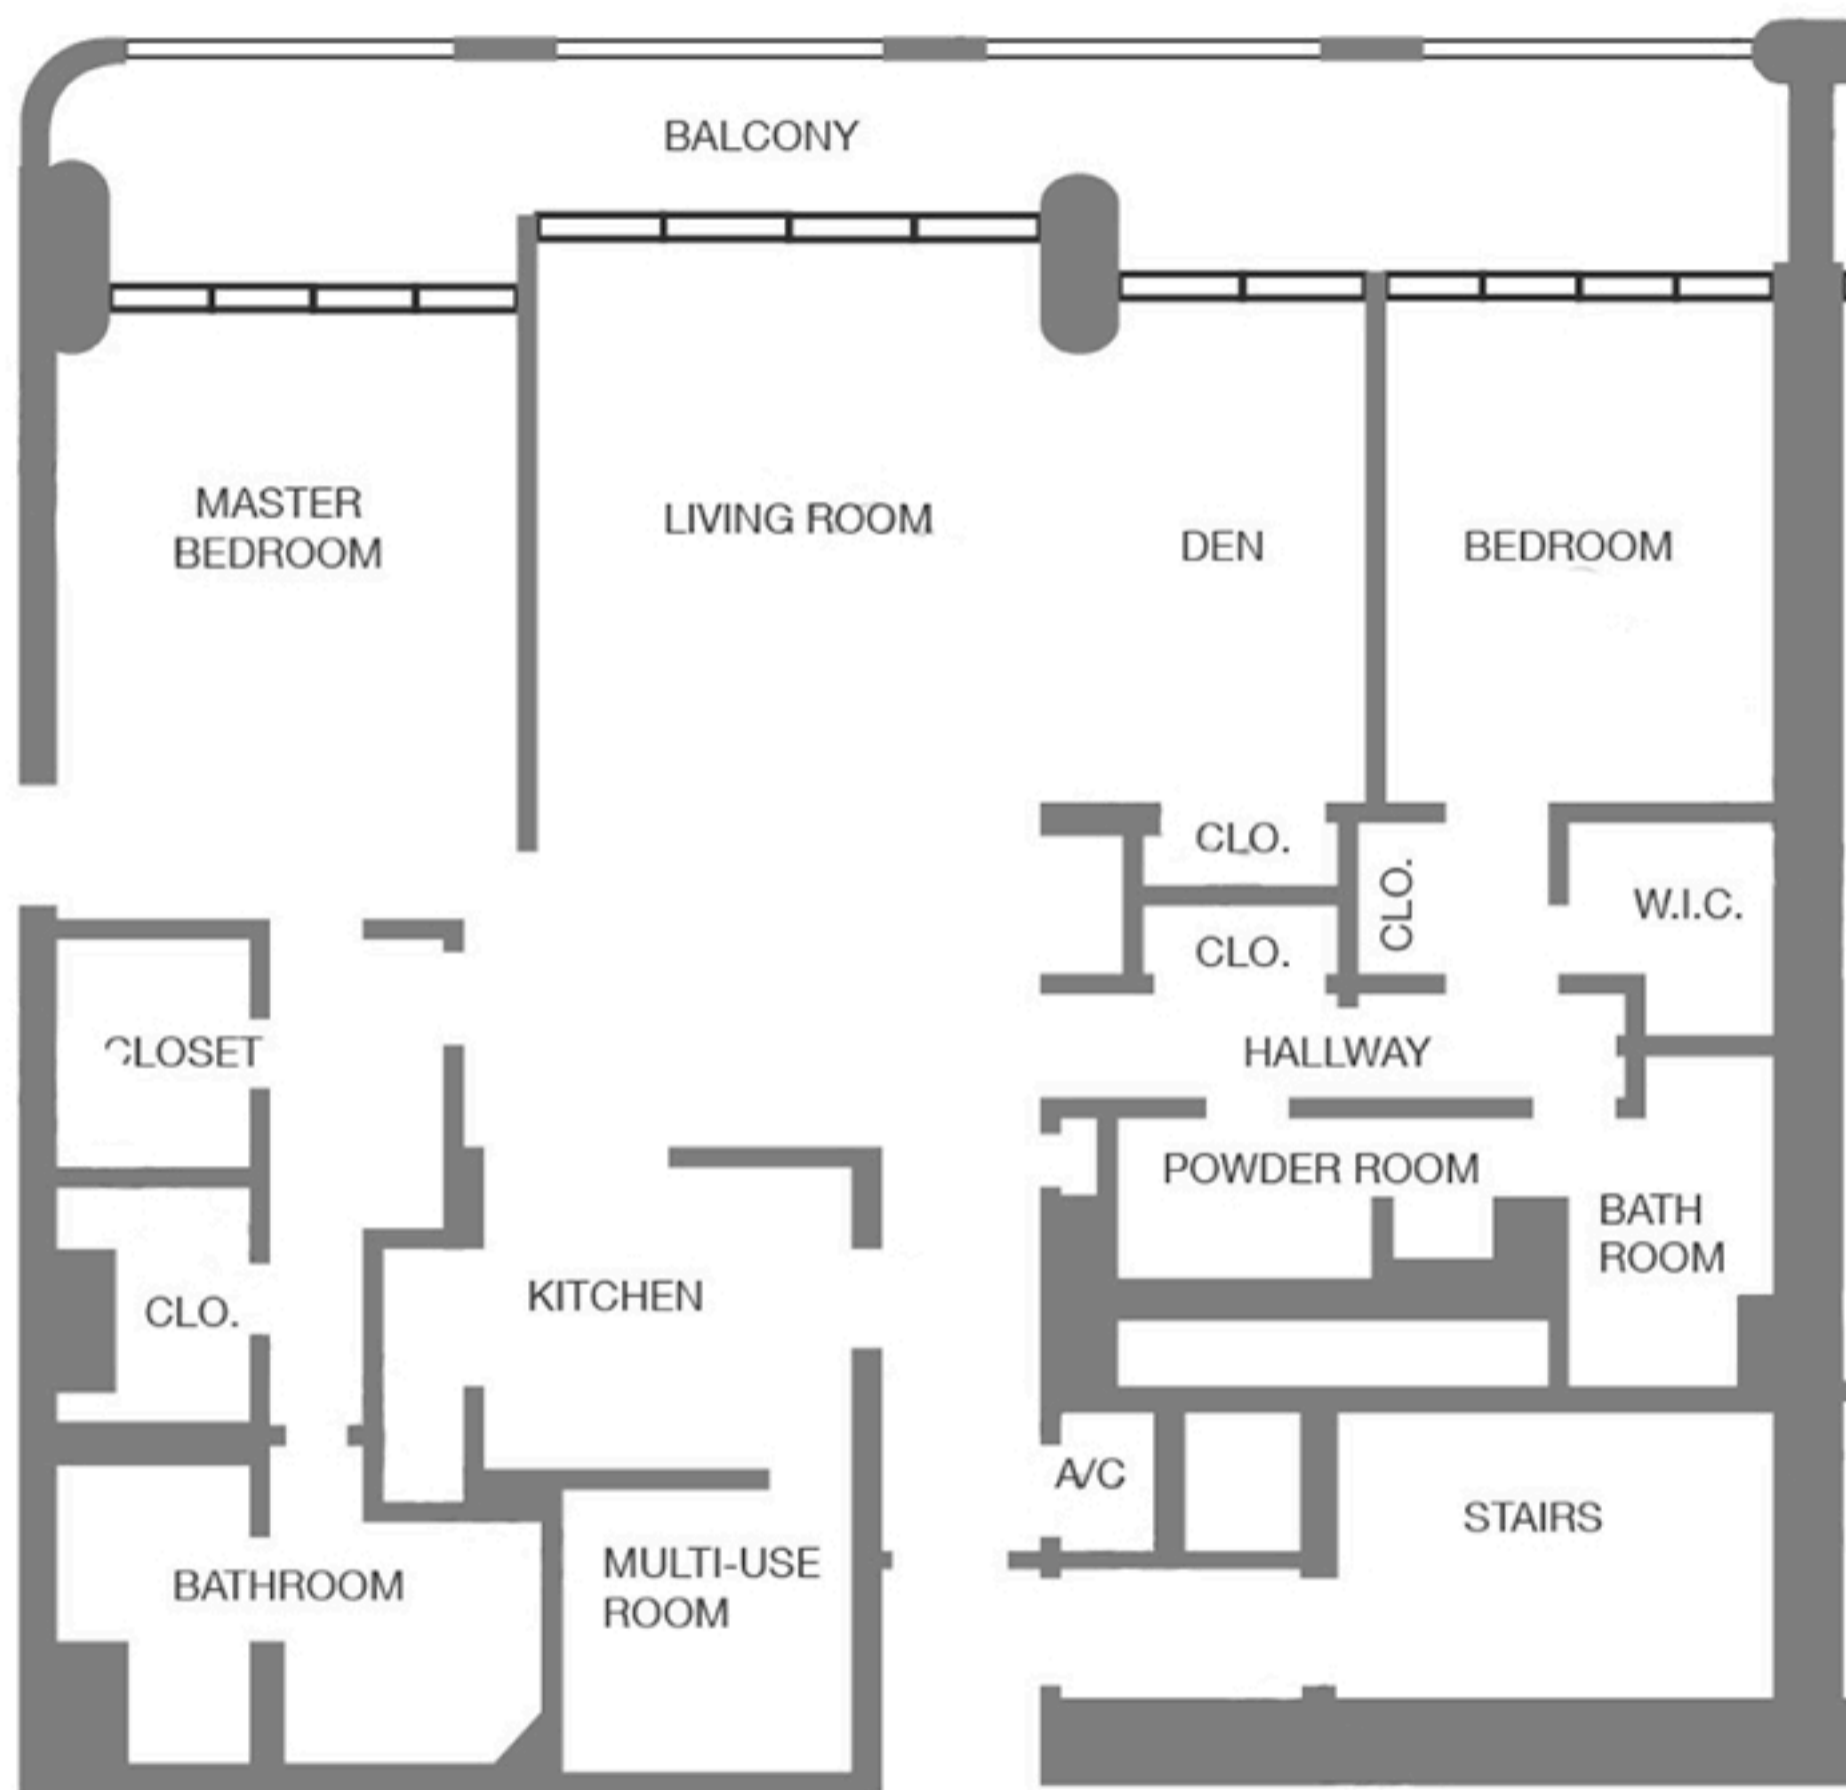 BALCONY
MASTER
BEDROOM
LIVING ROOM
DEN
BEDROOM
CLO.
CLO.
CLO.
W.I.C.
CLOSET
HALLWAY
POWDER ROOM
BATH
ROOM
KITCHEN
CLO.
A/C
STAIRS
BATHROOM
MULTI-USE
ROOM